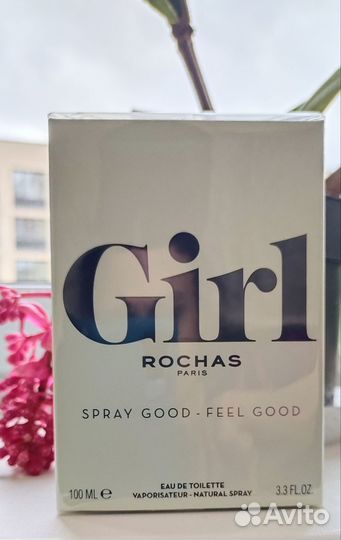 Girl
ROCHAS
PARIS
SPRAY GOOD - FEEL GOOD
EAU DE TOILETTE
100 ML ℮ VAPORISATEUR - NATURAL SPRAY 3.3 FL.OZ.
Avito